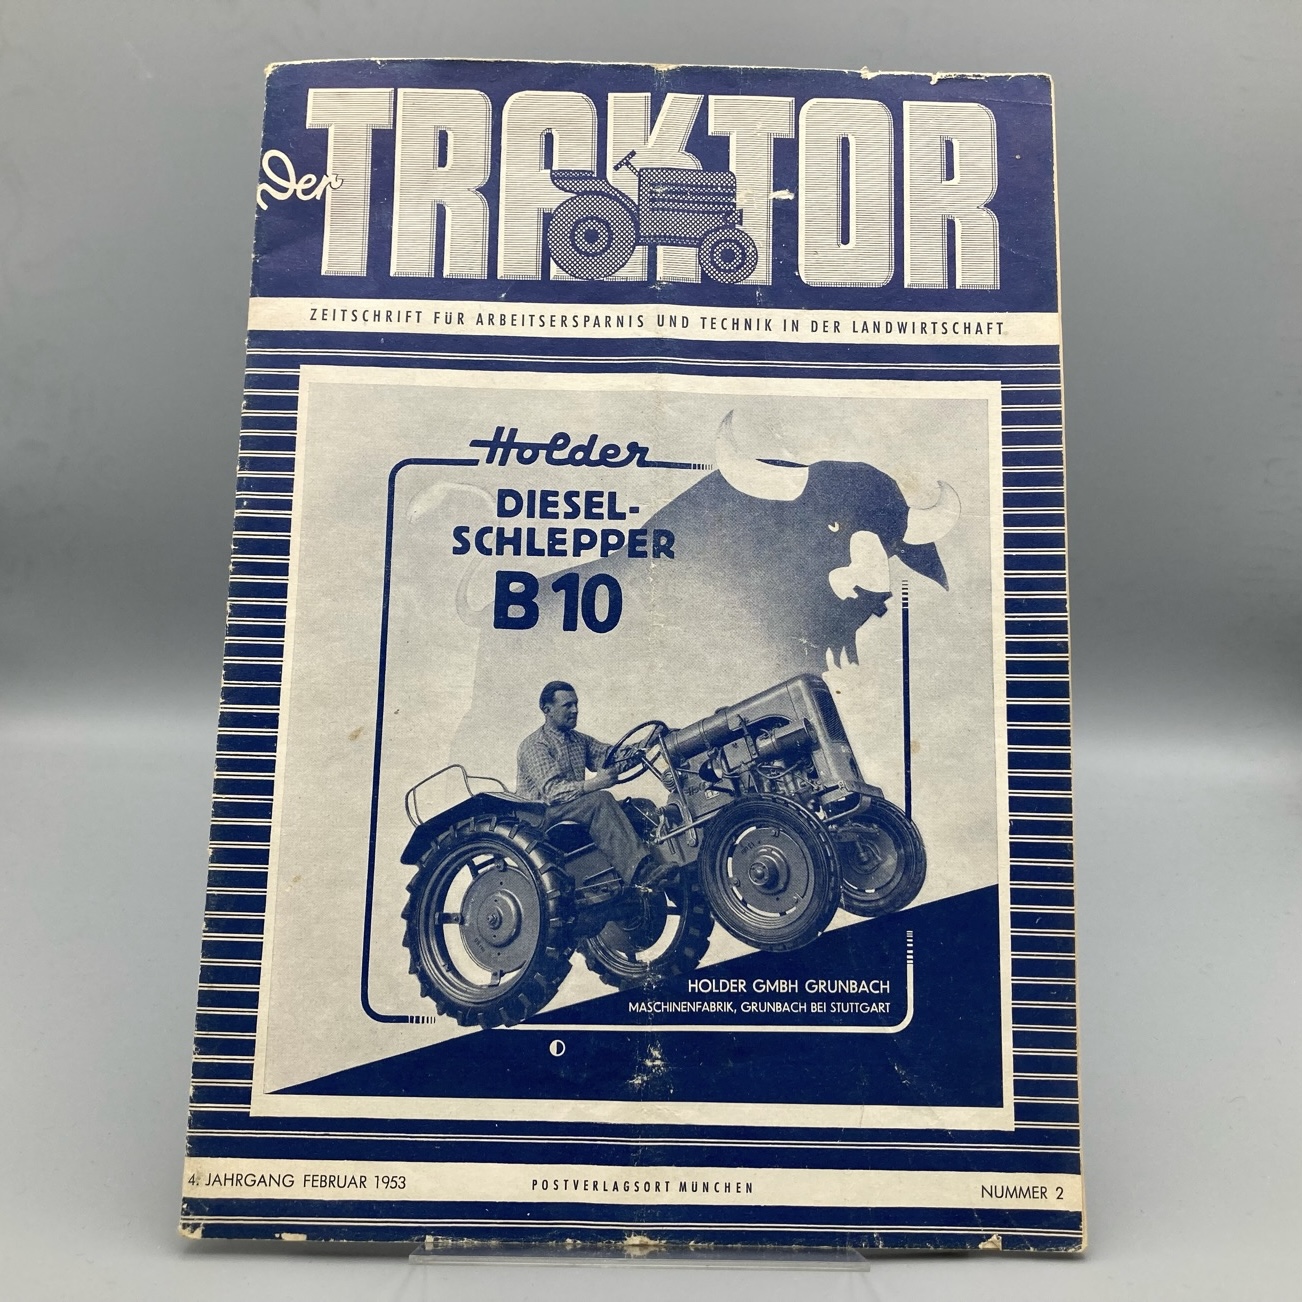 Der TRAKTOR
ZEITSCHRIFT FÜR ARBEITSERSPARNIS UND TECHNIK IN DER LANDWIRTSCHAFT
Holder
DIESEL-
SCHLEPPER
B 10
HOLDER GMBH GRUNBACH
MASCHINENFABRIK, GRUNBACH BEI STUTTGART
4. JAHRGANG FEBRUAR 1953
POSTVERLAGSORT MÜNCHEN
NUMMER 2